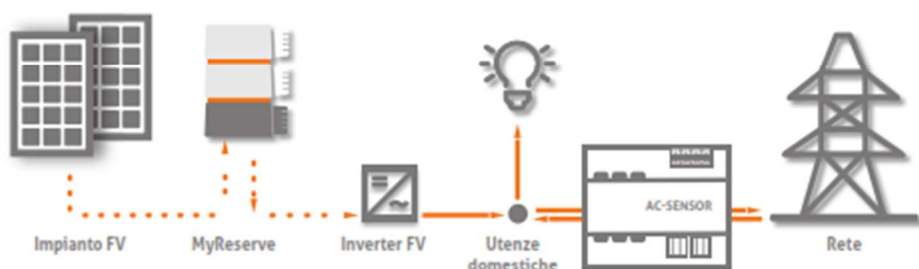 AC-SENSOR
Impianto FV
MyReserve
Inverter FV
Utenze
domestiche
Rete